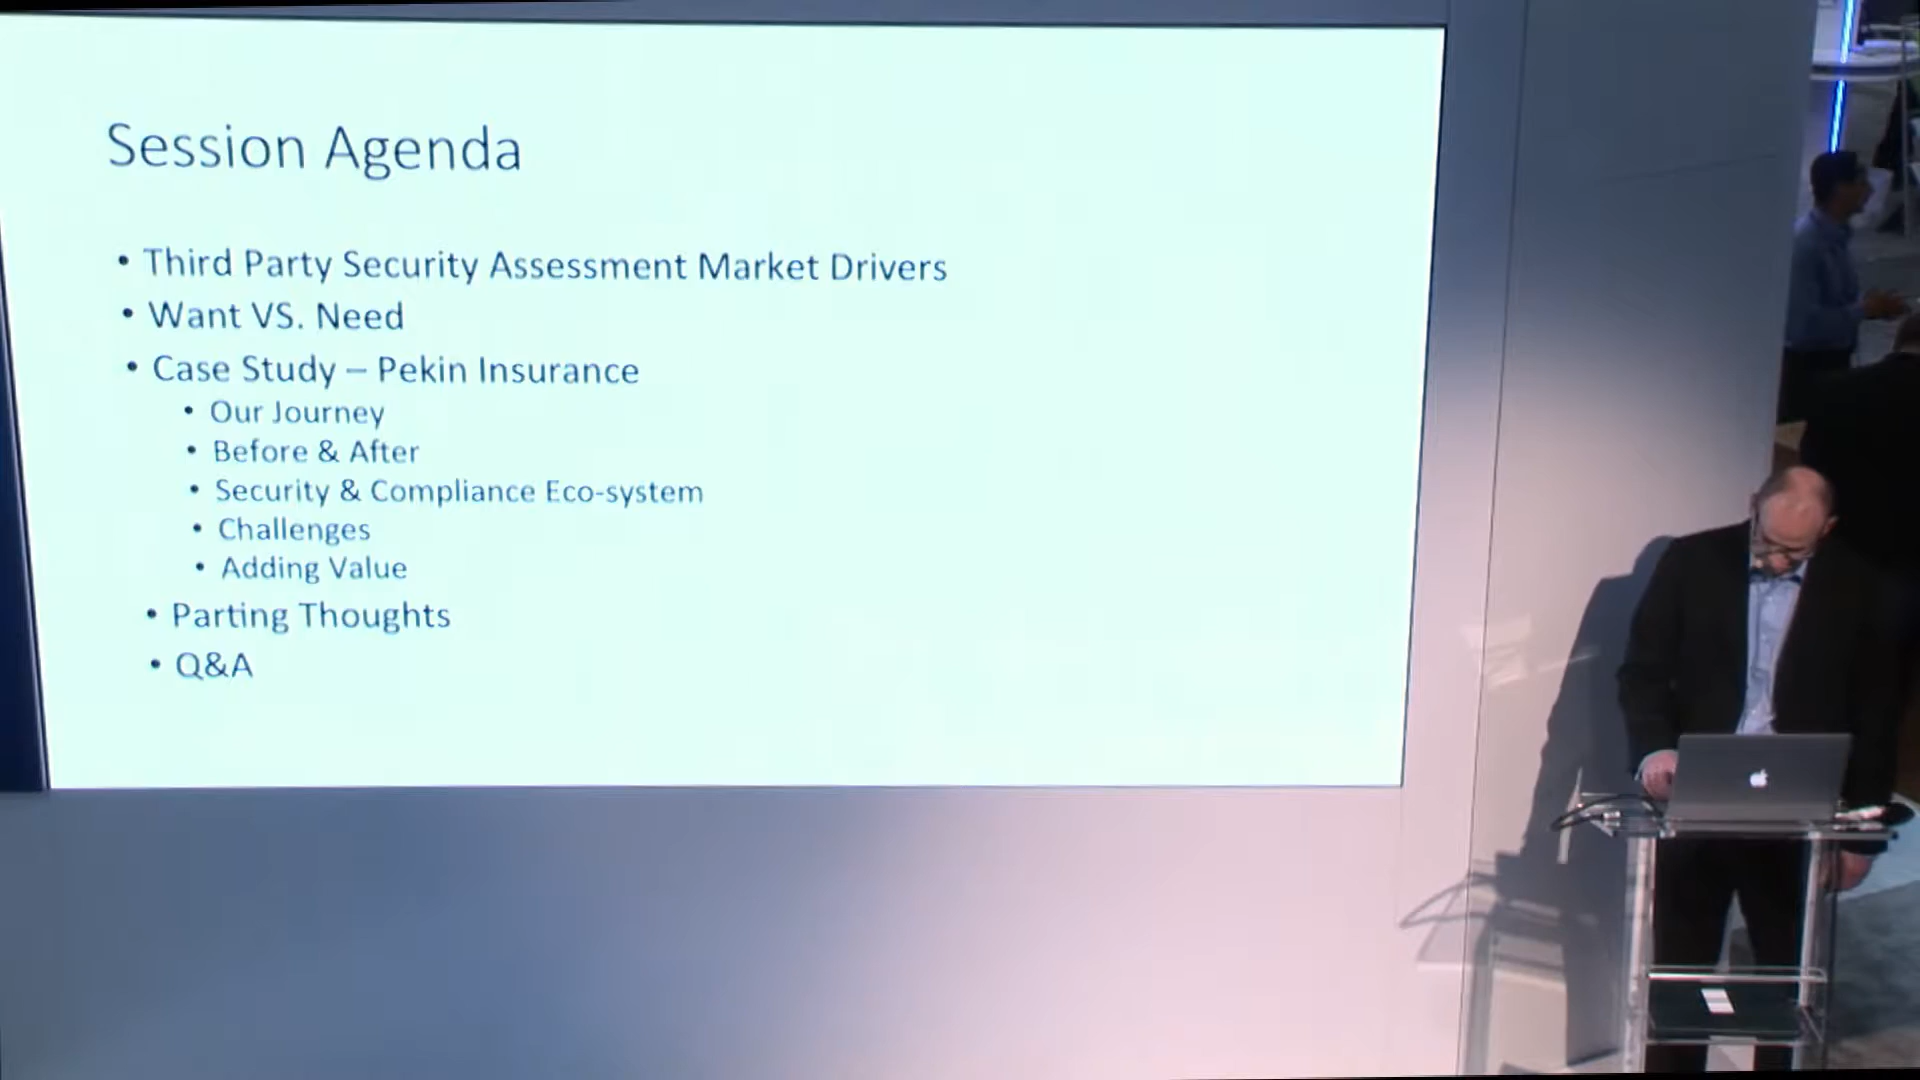 Session Agenda
• Third Party Security Assessment Market Drivers
• Want VS. Need
• Case Study – Pekin Insurance
• Our Journey
• Before & After
• Security & Compliance Eco-system
• Challenges
• Adding Value
• Parting Thoughts
• Q&A